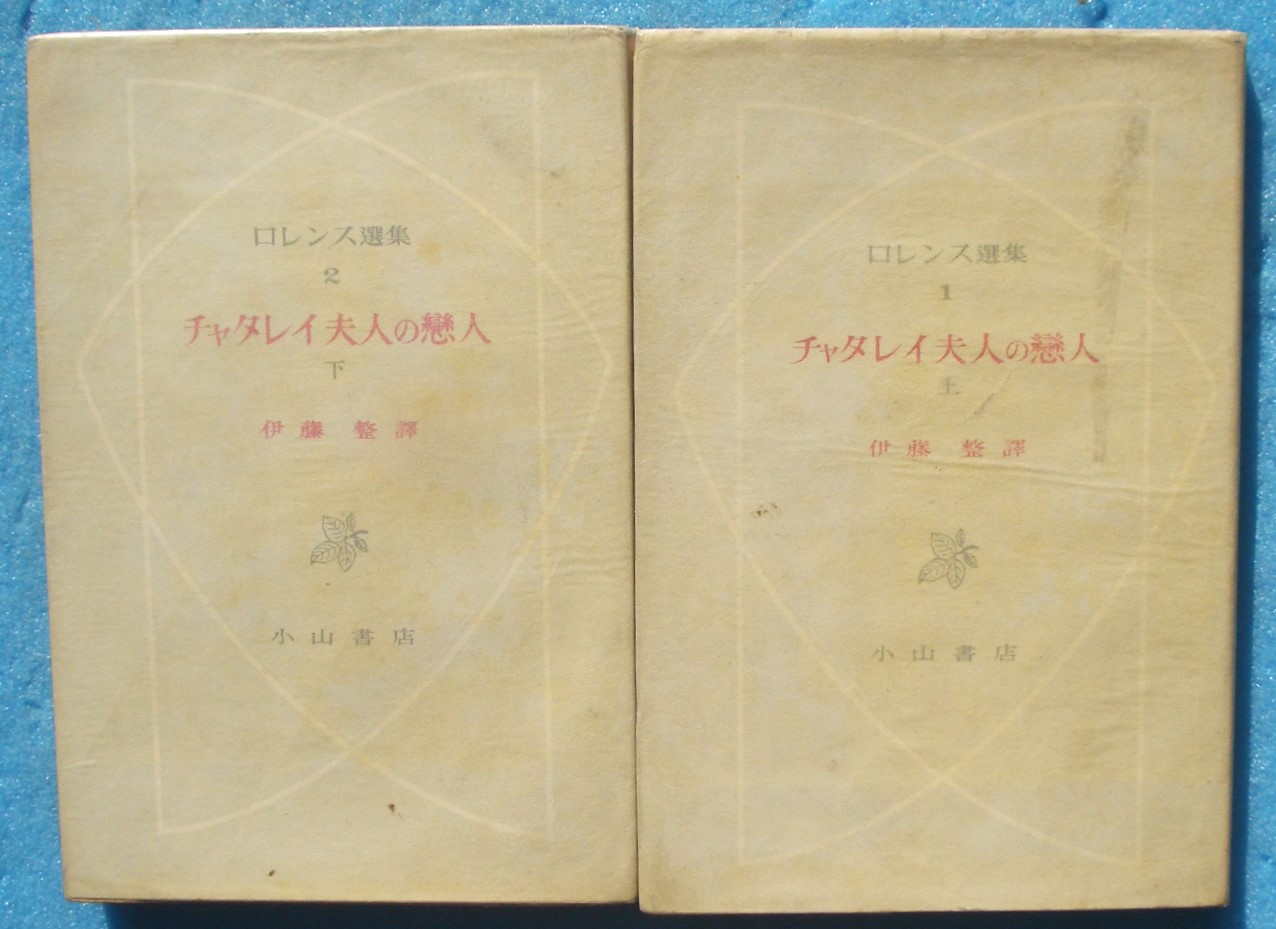 ロレンス選集
2
チャタレイ夫人の戀人
下
伊藤 整 譯
小山書店
ロレンス選集
1
チャタレイ夫人の戀人
上
伊藤 整 譯
小山書店